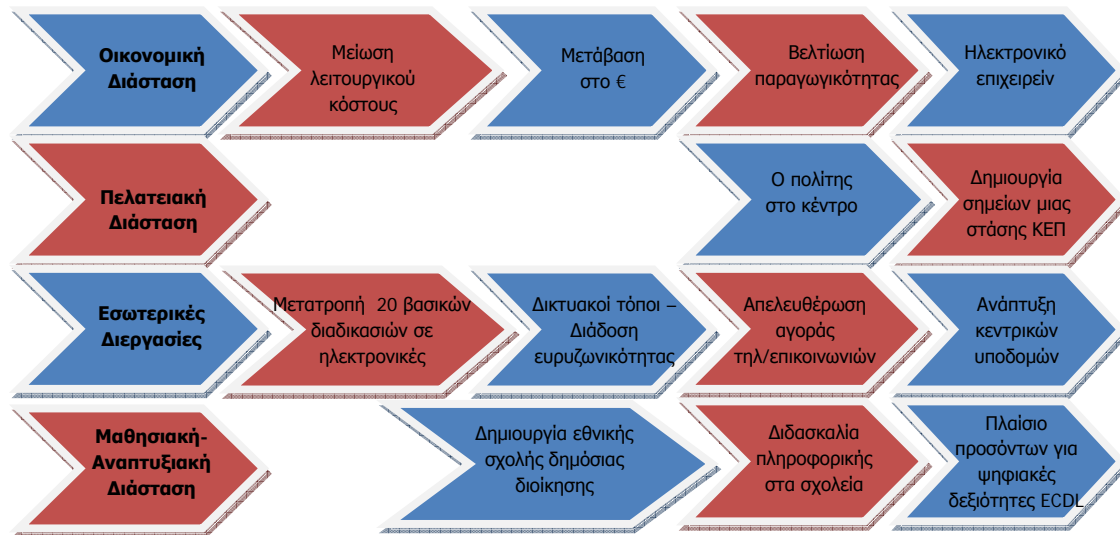 Οικονομική
Διάσταση
Μείωση
λειτουργικού
κόστους
Μετάβαση
στο €
Βελτίωση
παραγωγικότητας
Ηλεκτρονικό
επιχειρείν
Πελατειακή
Διάσταση
Ο πολίτης
στο κέντρο
Δημιουργία
σημείων μιας
στάσης ΚΕΠ
Εσωτερικές
Διεργασίες
Μετατροπή 20 βασικών
διαδικασιών σε
ηλεκτρονικές
Δικτυακοί τόποι –
Διάδοση
ευρυζωνικότητας
Απελευθέρωση
αγοράς
τηλ/επικοινωνιών
Ανάπτυξη
κεντρικών
υποδομών
Μαθησιακή-
Αναπτυξιακή
Διάσταση
Δημιουργία εθνικής
σχολής δημόσιας
διοίκησης
Διδασκαλία
πληροφορικής
στα σχολεία
Πλαίσιο
προσόντων για
ψηφιακές
δεξιότητες ECDL